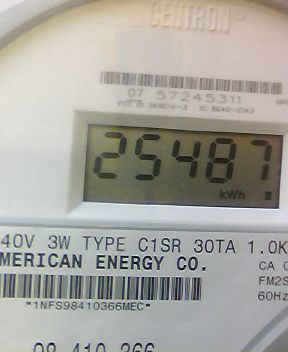 CENTRON®
07 57245311
25487
kWh
40V 3W TYPE C1SR 30TA 1.0K
MERICAN ENERGY CO.
CA 0
FM2S
60Hz
*1NFS98410366MEC*
98 410 366